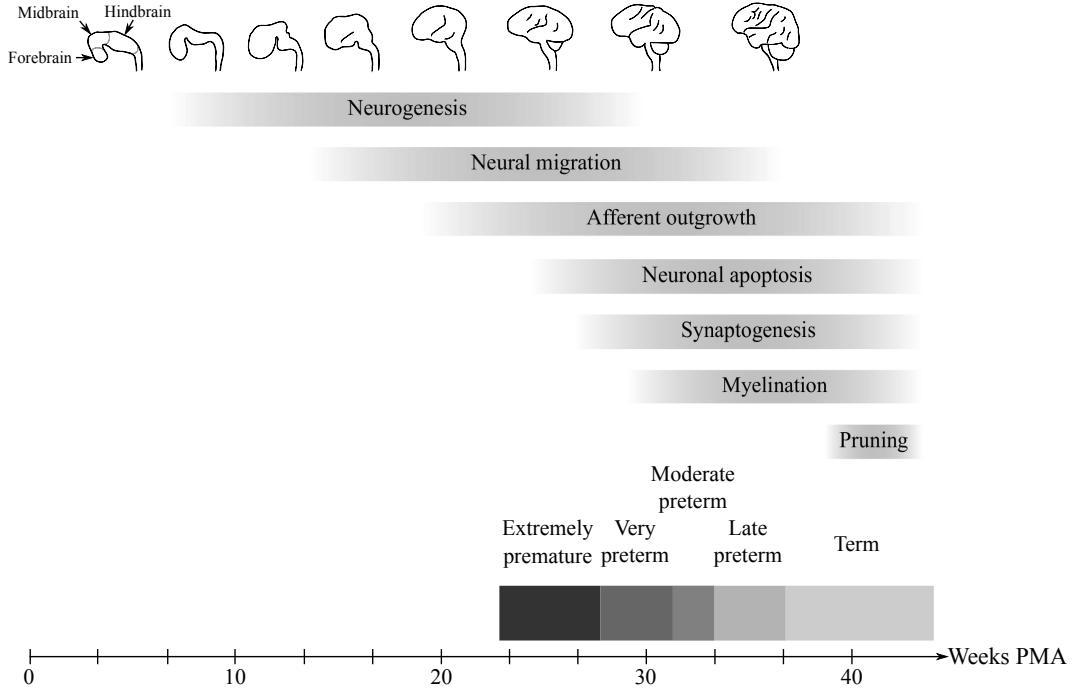 Midbrain
Hindbrain
Forebrain
Neurogenesis
Neural migration
Afferent outgrowth
Neuronal apoptosis
Synaptogenesis
Myelination
Pruning
Moderate
preterm
Extremely
premature
Very
preterm
Late
preterm
Term
0
10
20
30
40
Weeks PMA